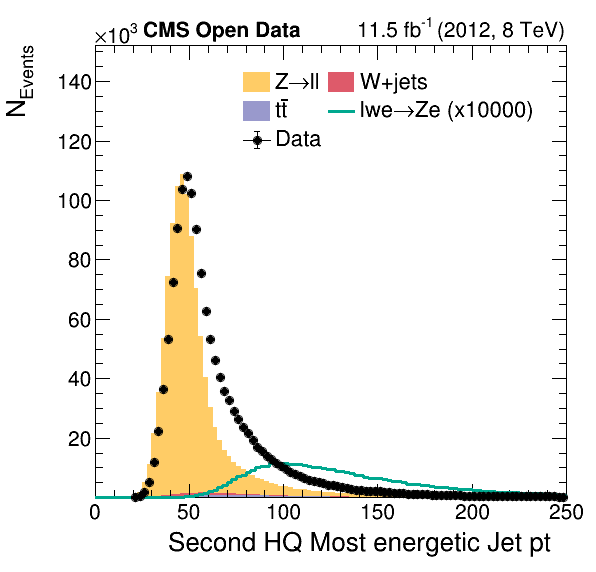 ×10³ CMS Open Data 11.5 fb⁻¹ (2012, 8 TeV)
N_Events
Z→ll W+jets
tt̄ lwe→Ze (x10000)
Data
140
120
100
80
60
40
20
0 50 100 150 200 250
Second HQ Most energetic Jet pt